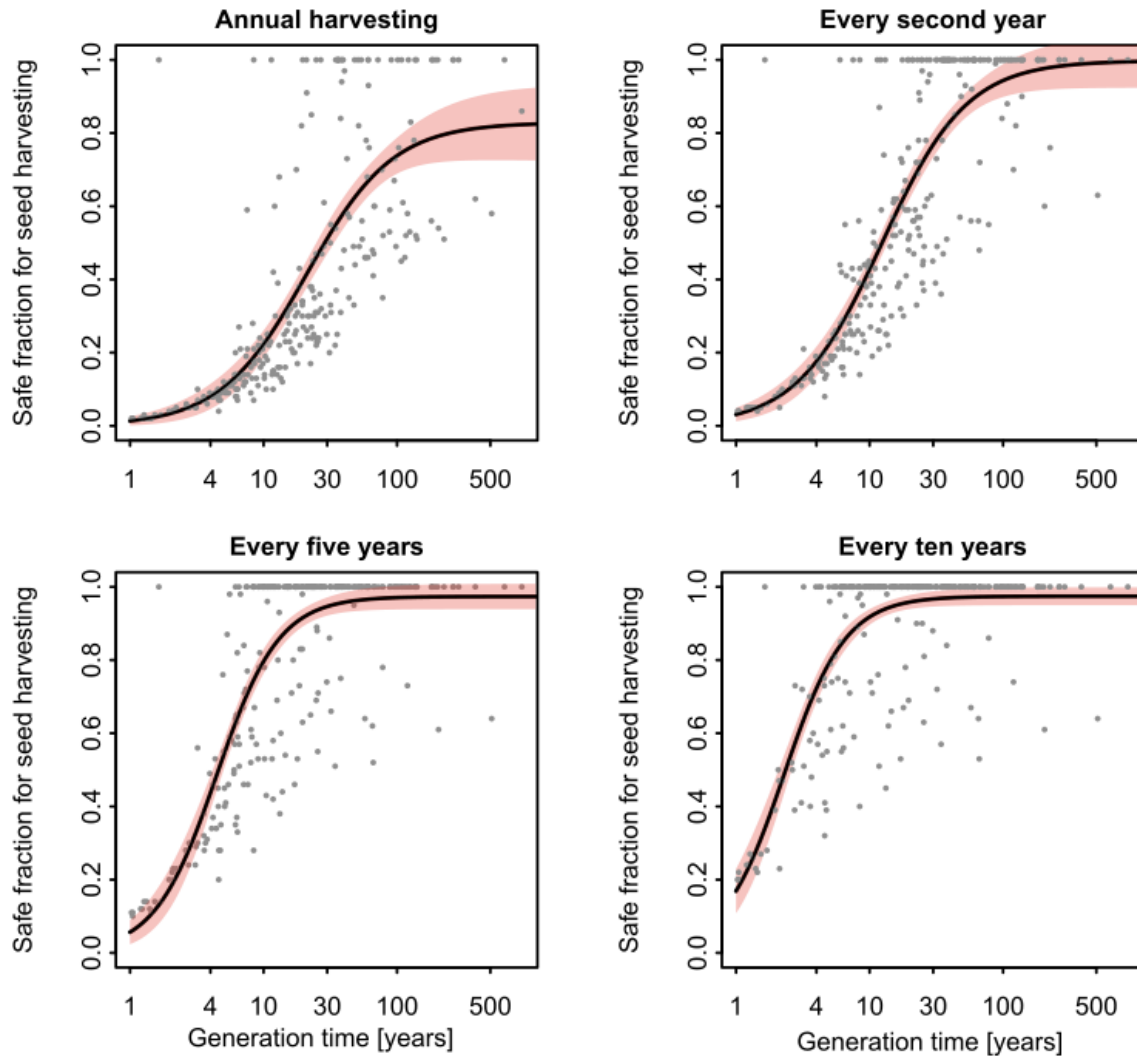 Annual harvesting
Safe fraction for seed harvesting
1.0
0.8
0.6
0.4
0.2
0.0
1 4 10 30 100 500
Every second year
Safe fraction for seed harvesting
1.0
0.8
0.6
0.4
0.2
0.0
1 4 10 30 100 500
Every five years
Safe fraction for seed harvesting
1.0
0.8
0.6
0.4
0.2
0.0
1 4 10 30 100 500
Generation time [years]
Every ten years
Safe fraction for seed harvesting
1.0
0.8
0.6
0.4
0.2
0.0
1 4 10 30 100 500
Generation time [years]